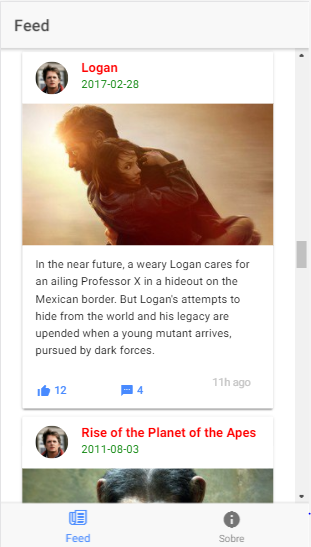 Feed
Logan
2017-02-28
In the near future, a weary Logan cares for
an ailing Professor X in a hideout on the
Mexican border. But Logan's attempts to
hide from the world and his legacy are
upended when a young mutant arrives,
pursued by dark forces.
12 4 11h ago
Rise of the Planet of the Apes
2011-08-03
Feed Sobre